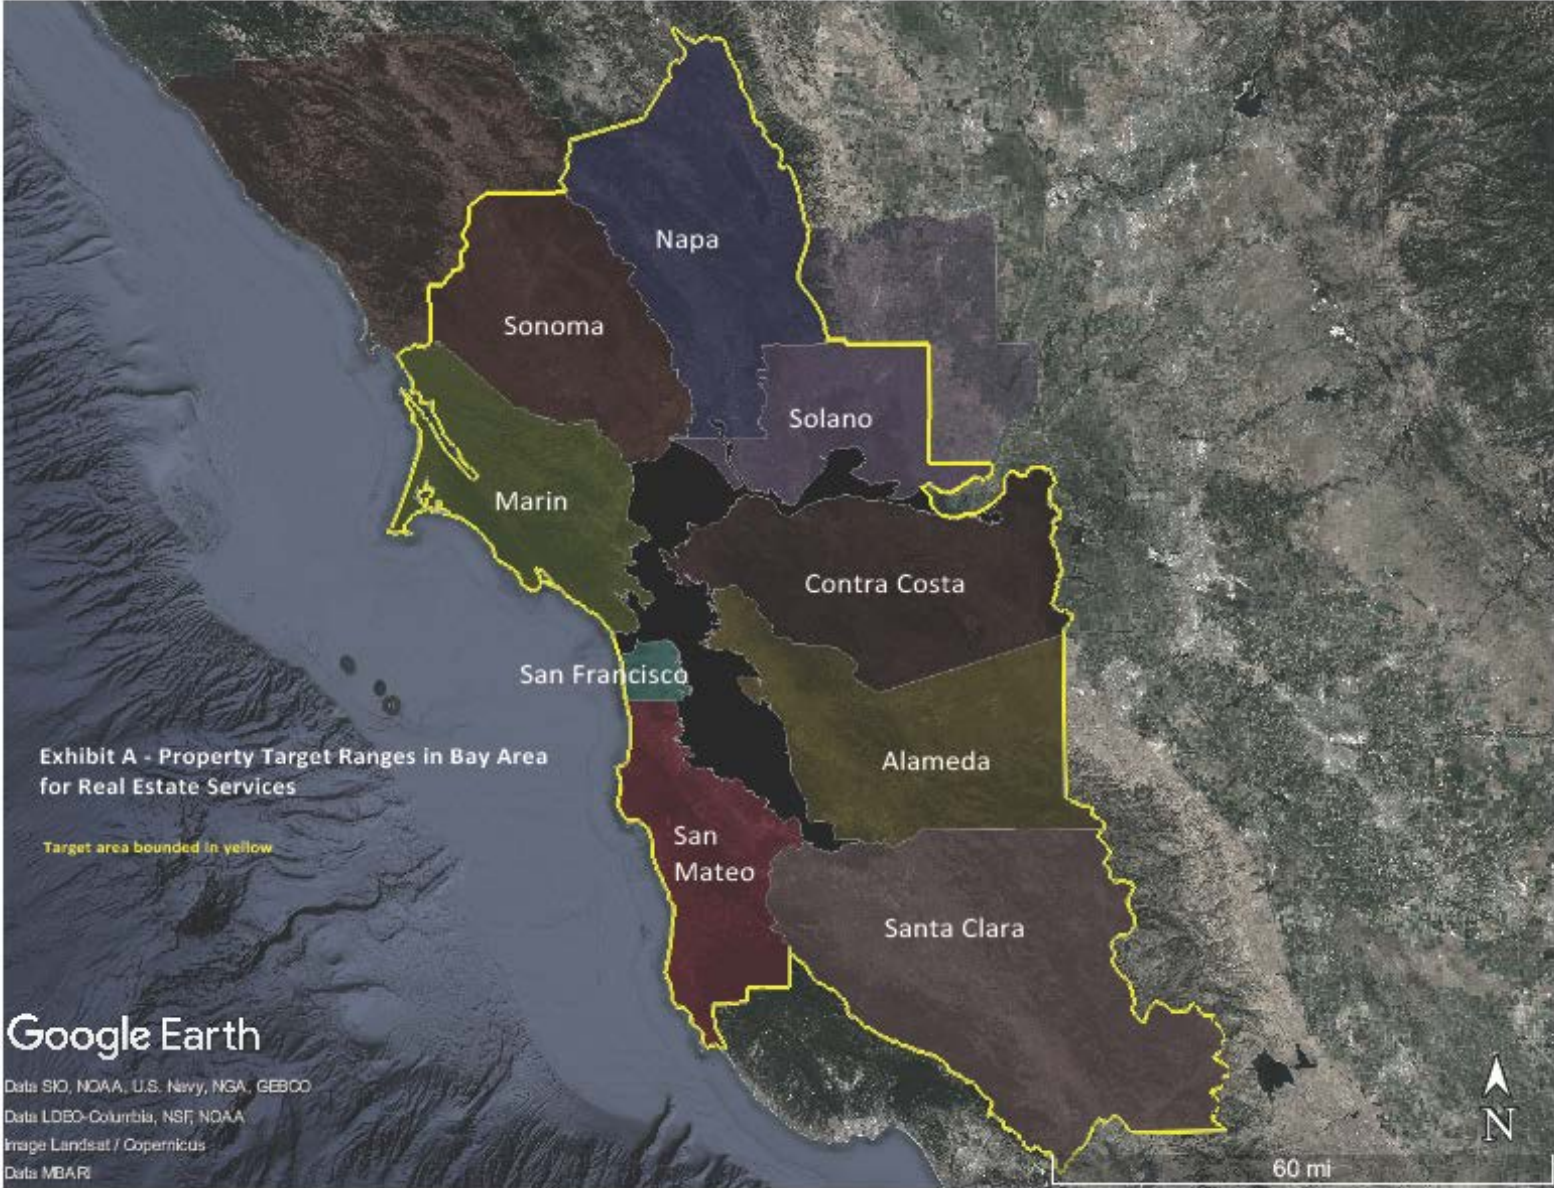 Napa
Sonoma
Solano
Marin
Contra Costa
San Francisco
Exhibit A - Property Target Ranges in Bay Area
for Real Estate Services
Alameda
Target area bounded in yellow
San
Mateo
Santa Clara
Google Earth
Data SIO, NOAA, U.S. Navy, NGA, GEBCO
Data LDEO-Columbia, NSF, NOAA
Image Landsat / Copernicus
Data MBARI
N
60 mi